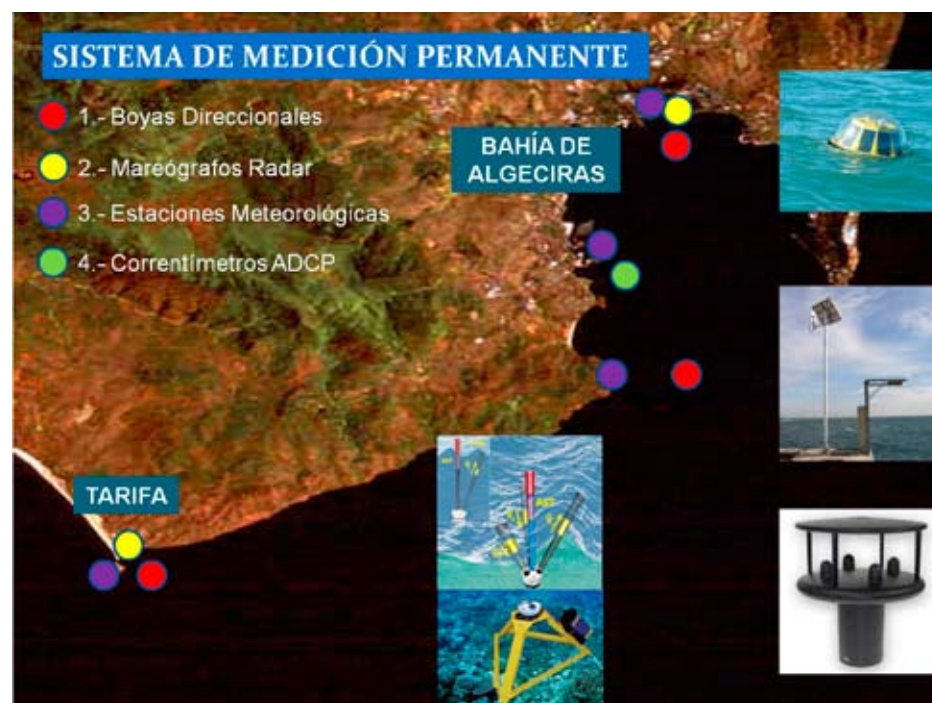 SISTEMA DE MEDICIÓN PERMANENTE
1.- Boyas Direccionales
2.- Mareógrafos Radar
3.- Estaciones Meteorológicas
4.- Correntímetros ADCP
BAHÍA DE
ALGECIRAS
TARIFA